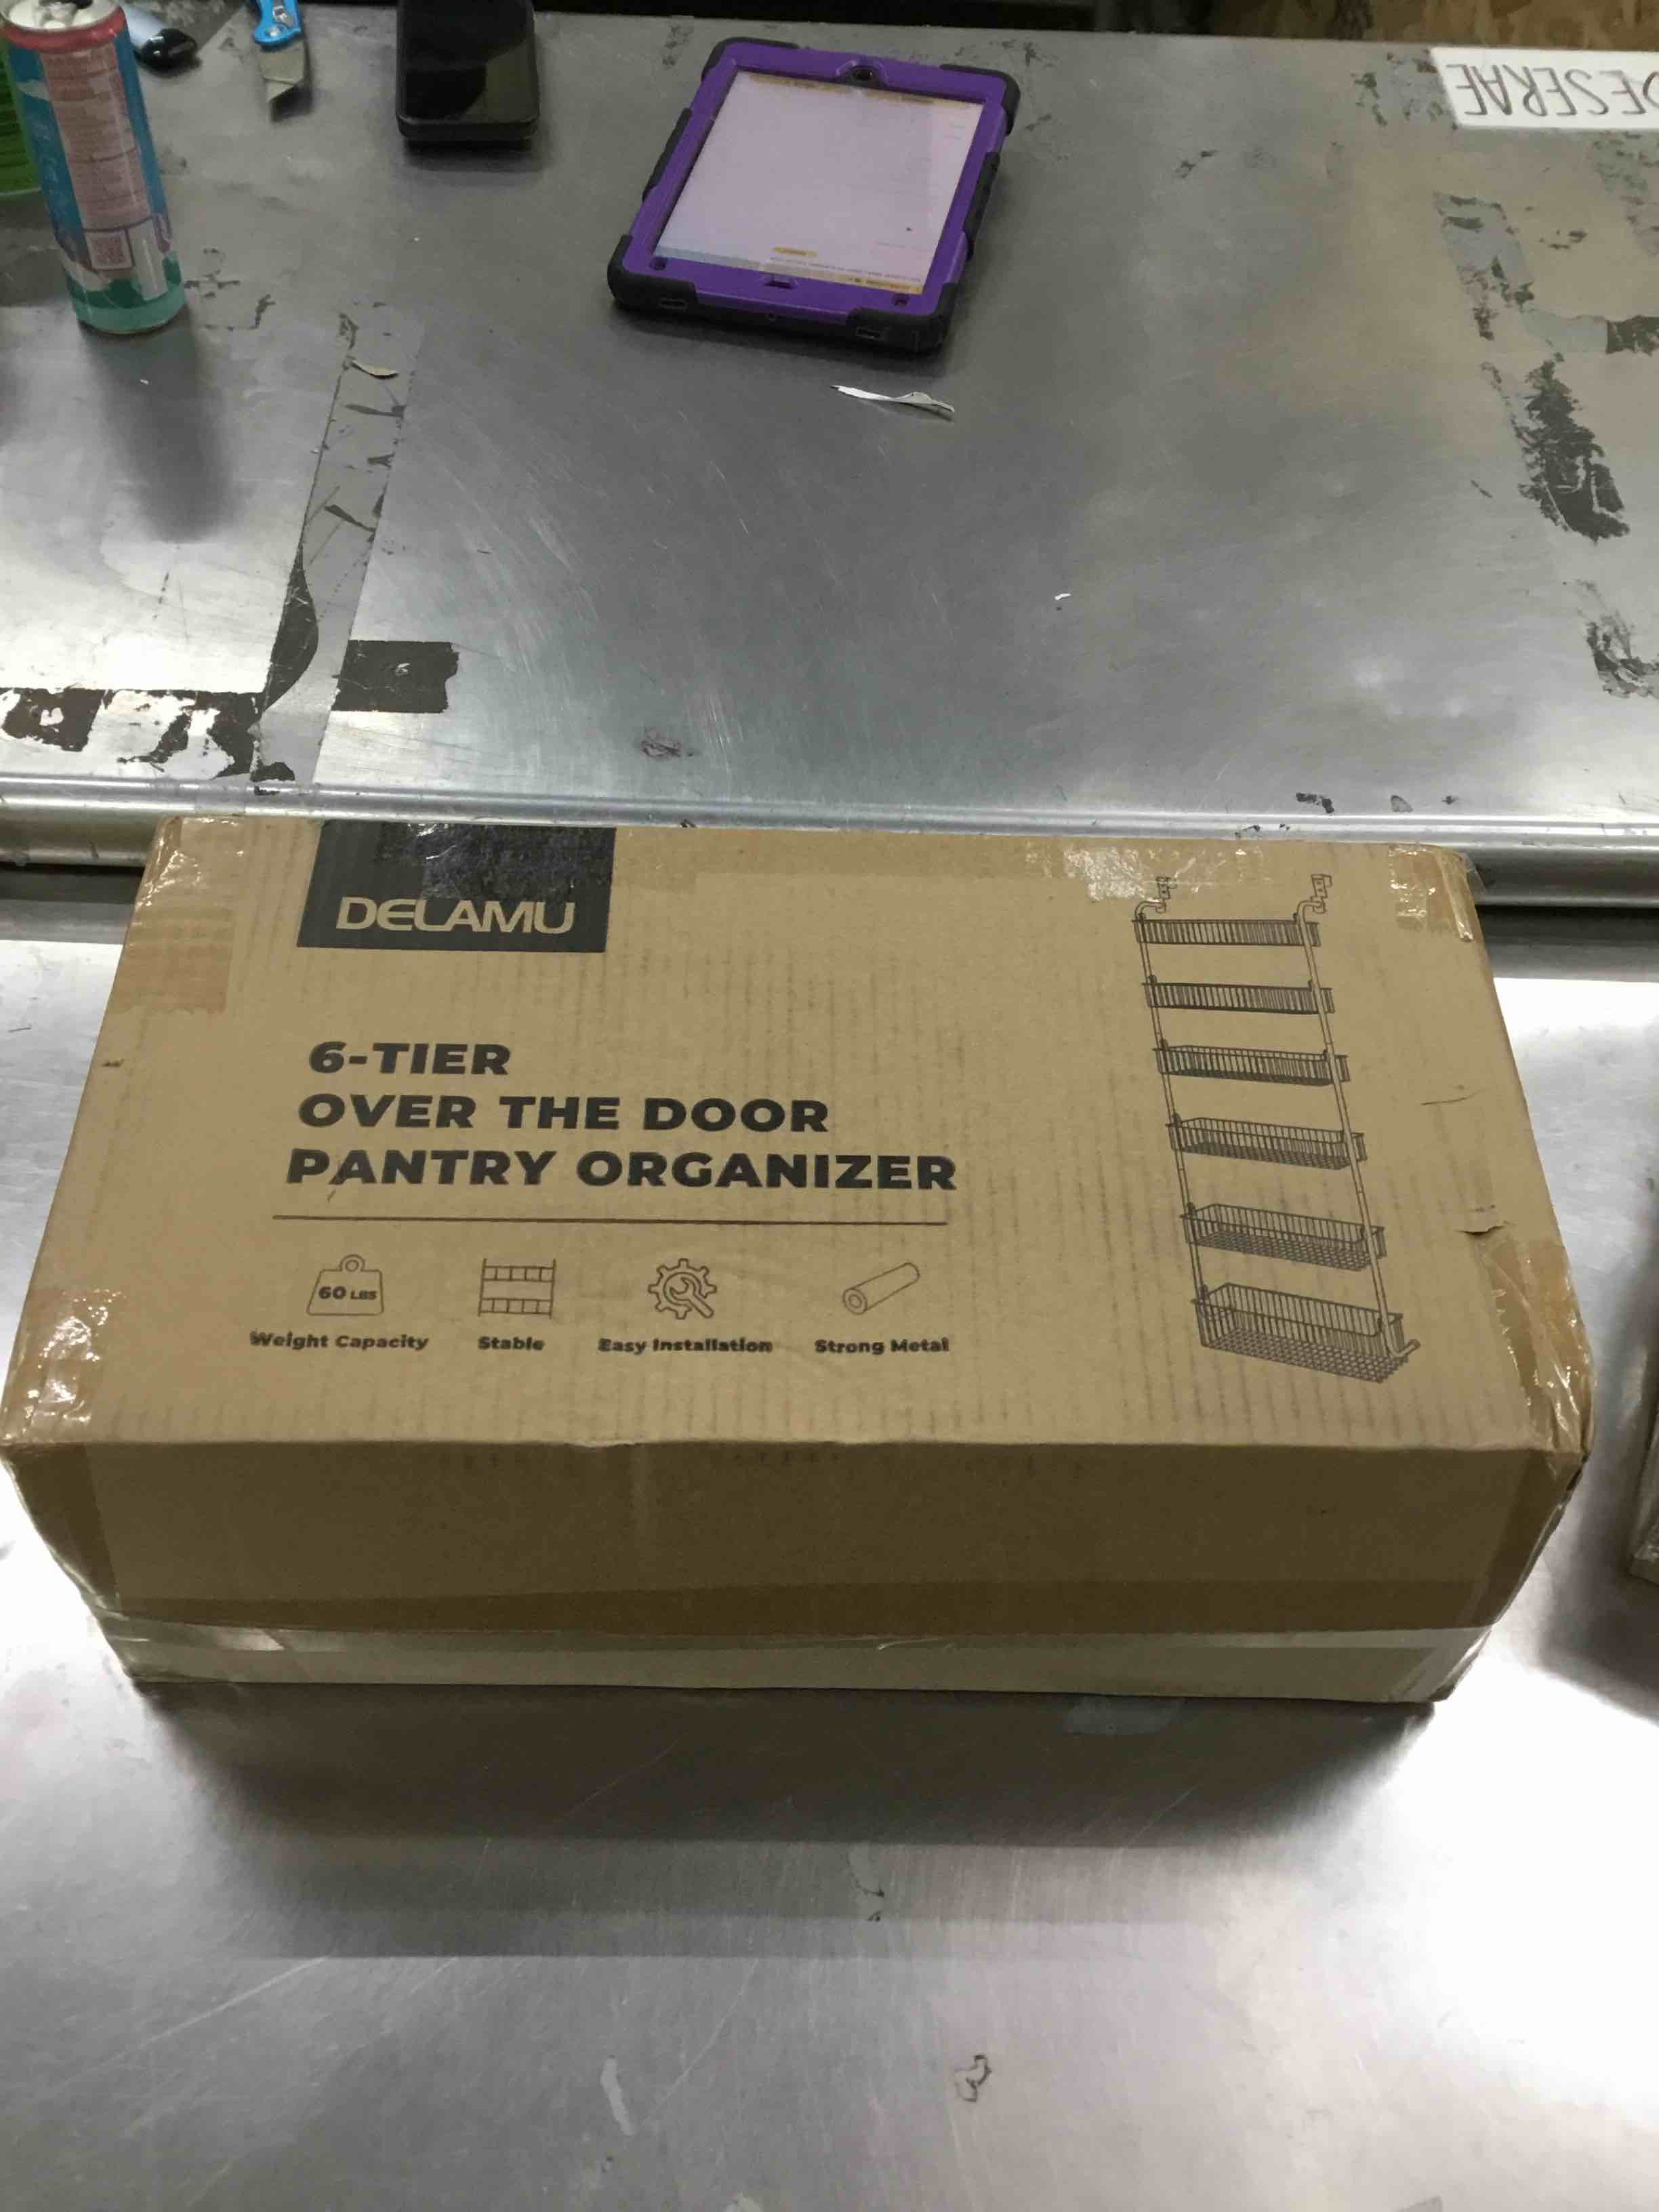 DESERAE
DELAMU
6-TIER
OVER THE DOOR
PANTRY ORGANIZER
60 LBS
Weight Capacity
Stable
Easy Installation
Strong Metal